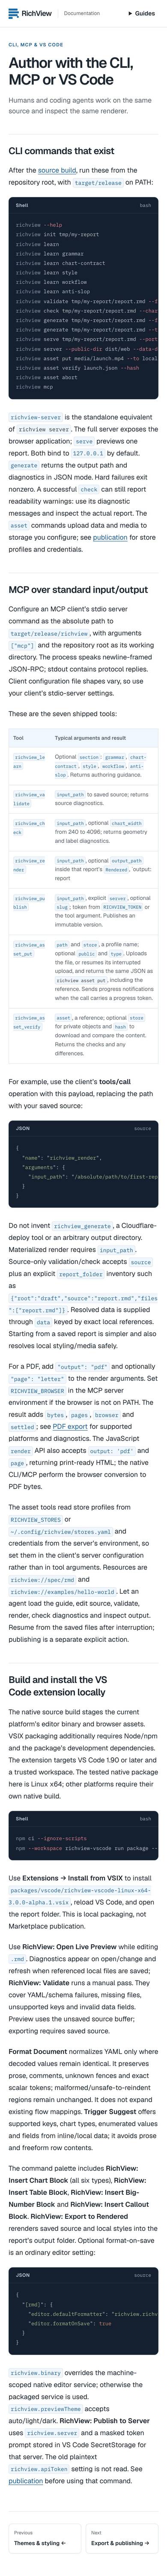 RichView
Documentation
Guides
CLI, MCP & VS CODE
Author with the CLI,
MCP or VS Code
Humans and coding agents work on the same
source and inspect the same renderer.
CLI commands that exist
After the source build, run these from the
repository root, with target/release on PATH:
Shell
bash
richview --help
richview init tmp/my-report
richview learn
richview learn grammar
richview learn chart-contract
richview learn style
richview learn workflow
richview learn anti-slop
richview validate tmp/my-report/report.rmd
richview check tmp/my-report/report.rmd
richview generate tmp/my-report/report.rmd
richview render tmp/my-report/report.rmd
richview serve tmp/my-report/report.rmd
richview server --public-dir dist/web
richview asset put media/launch.mp4 --to local
richview asset verify launch.json --hash
richview asset abort
richview mcp
richview-server is the standalone equivalent
of richview server. The full server exposes the
document; serve previews one
report. Both bind to 127.0.0.1 by default.
generate returns the output path and
diagnostics in JSON mode. Hard failures exit
nonzero. A successful check can still report
readability warnings: use its diagnostic
messages and inspect the actual report. The
asset commands upload data and media to
storage you configure; see publication for store
profiles and credentials.
MCP over standard input/output
Configure an MCP client's stdio server
command as the absolute path to
target/release/richview, with arguments
["mcp"] and the repository root as its working
directory. The process speaks newline-framed
JSON-RPC; stdout contains protocol only.
Client configuration file shapes vary, so use
your client's stdio-server settings.
These are the seven shipped tools:
Tool
Typical arguments and result
richview_le
arn
Optional section: grammar, chart-
contract, style, workflow, anti-
slop. Returns authoring guidance.
richview_va
lidate
input_path to saved source; returns
source diagnostics.
richview_ch
eck
input_path, optional chart_width
from 240 to 4096; returns geometry
and label diagnostics.
richview_re
nder
input_path, optional output_path
inside that report's Rendered, output:
report
richview_pu
blish
input_path, explicit server, optional
slug; token from RICHVIEW_TOKEN or
the tool argument. Publishes an
immutable version.
richview_as
set_put
path and store, a profile name;
optional public and type. Uploads
the file, or resumes its interrupted
upload, and returns the same JSON as
richview asset put, including the
reference. Sends progress notifications
when the call carries a progress token.
richview_as
set_verify
asset, a reference; optional store
for private objects and hash to
download and compare the content.
Returns the checks and any
differences.
For example, use the client's tools/call
operation with this payload, replacing the path
with your saved source:
JSON
source
{
"name": "richview_render",
"arguments": {
"input_path": "/absolute/path/to/first-rep
}
}
Do not invent richview_generate, a Cloudflare-
deploy tool or an arbitrary output directory.
Materialized render requires input_path.
Source-only validation also accepts source
plus an explicit report_folder inventory such
as
{"root":"draft","source":"report.rmd","files
":["report.rmd"]}. Resolved data is supplied
through data keyed by exact local reference.
Starting from a saved report input path also
resolves local styling/media safely.
For a PDF, add "output": "pdf" and optionally
"page": "letter" to the render arguments. Set
RICHVIEW_BROWSER in the MCP server
environment if the browser is not on PATH. The
result adds bytes, pages, browser and
settled; see PDF export for supported
options and diagnostics. The JavaScript
render API also accepts output: 'pdf' and
page, returning print-ready HTML; the native
CLI/MCP perform the browser conversion to
PDF bytes.
The asset tools read store profiles from
RICHVIEW_STORES or
~/.config/richview/stores.yaml and
credentials from the server's environment, so
set them in the client's server configuration
rather than in tool arguments. Resources are
richview://spec/rmd and
richview://examples/hello-world. Let an
agent load the guide, edit source, validate,
render, correct diagnostics and inspect output.
Resume from the saved files after interruption;
publishing is a separate explicit action.
Build and install the VS
Code extension locally
The native source build stages the current
platform's editor binary and browser assets.
VSIX packaging additionally requires Node/npm
and the package's development dependencies.
The extension targets VS Code 1.90 or later and
a trusted workspace. The tested native package
here is Linux x64; other platforms require their
own native build.
Shell
bash
npm ci --ignore-scripts
npm --workspace richview-vscode run package --
Use Extensions → Install from VSIX to install
packages/vscode/richview-vscode-linux-x64-
3.0.0-alpha.1.vsix, reload VS Code, and open
the report folder. This is local packaging, not
Marketplace publication.
Use RichView: Open Live Preview while editing
.rmd. Diagnostics appear on open/change and
refresh when referenced local files are saved;
RichView: Validate runs a manual pass. They
cover YAML/schema failures, missing files,
unsupported keys and invalid data fields.
Preview uses the unsaved source buffer;
exporting requires saved source.
Format Document normalizes YAML only where
decoded values remain identical. It preserves
prose, comments, unknown fences and exact
scalar tokens; malformed/unsafe-to-reindent
regions remain unchanged. It does not expand
existing flow mappings. Trigger Suggest offers
supported keys, chart types, enumerated values
and fields from inline/local data; it avoids prose
and freeform row contents.
The command palette includes RichView:
Insert Chart Block (all six types), RichView:
Insert Table Block, RichView: Insert Big-
Number Block and RichView: Insert Callout
Block. RichView: Export to Rendered
rerenders saved source and local styles into the
report's output folder. Optional format-on-save
is an ordinary editor setting:
JSON
source
{
"[rmd]": {
"editor.defaultFormatter": "richview.richv
"editor.formatOnSave": true
}
}
richview.binary overrides the machine-
scoped native editor service; otherwise the
packaged service is used.
richview.previewTheme accepts
auto/light/dark. RichView: Publish to Server
uses richview.server and a masked token
prompt stored in VS Code SecretStorage for
that server. The old plaintext
richview.apiToken setting is not read. See
publication before using that command.
Previous
Themes & styling ←
Next
Export & publishing →